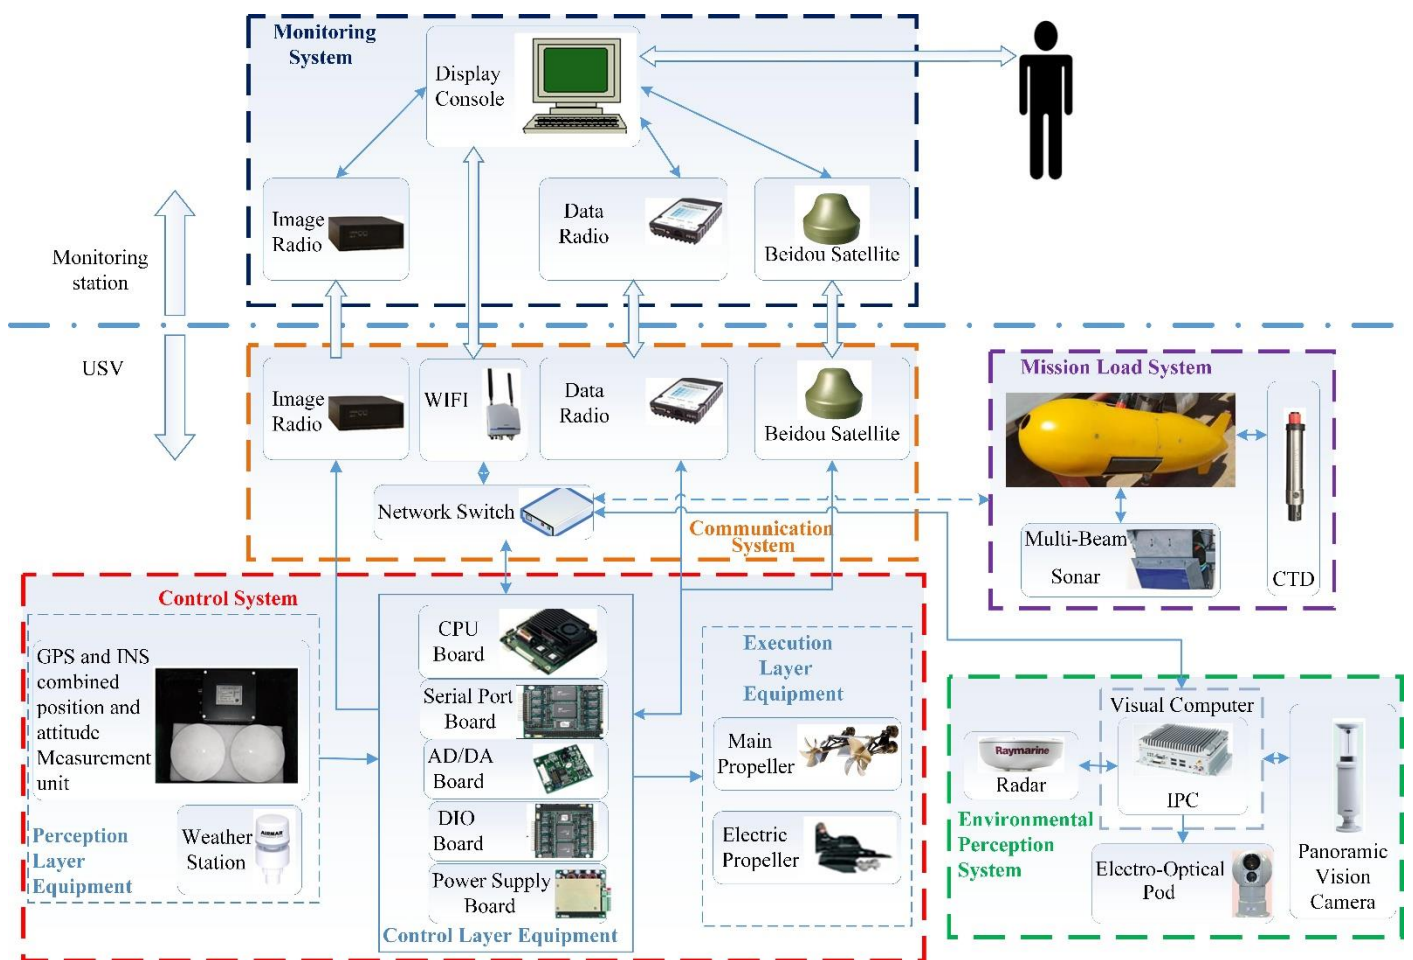 Monitoring
System
Display
Console
Image
Radio
Data
Radio
Beidou Satellite
Monitoring
station
USV
Image
Radio
WIFI
Data
Radio
Beidou Satellite
Network Switch
Communication
System
Mission Load System
Multi-Beam
Sonar
CTD
Control System
GPS and INS
combined
position and
attitude
Measurement
unit
Perception
Layer
Equipment
Weather
Station
AIRMAR
CPU
Board
Serial Port
Board
AD/DA
Board
DIO
Board
Power Supply
Board
Control Layer Equipment
Execution
Layer
Equipment
Main
Propeller
Electric
Propeller
Visual Computer
Raymarine
Radar
IPC
Environmental
Perception
System
Electro-Optical
Pod
Panoramic
Vision
Camera